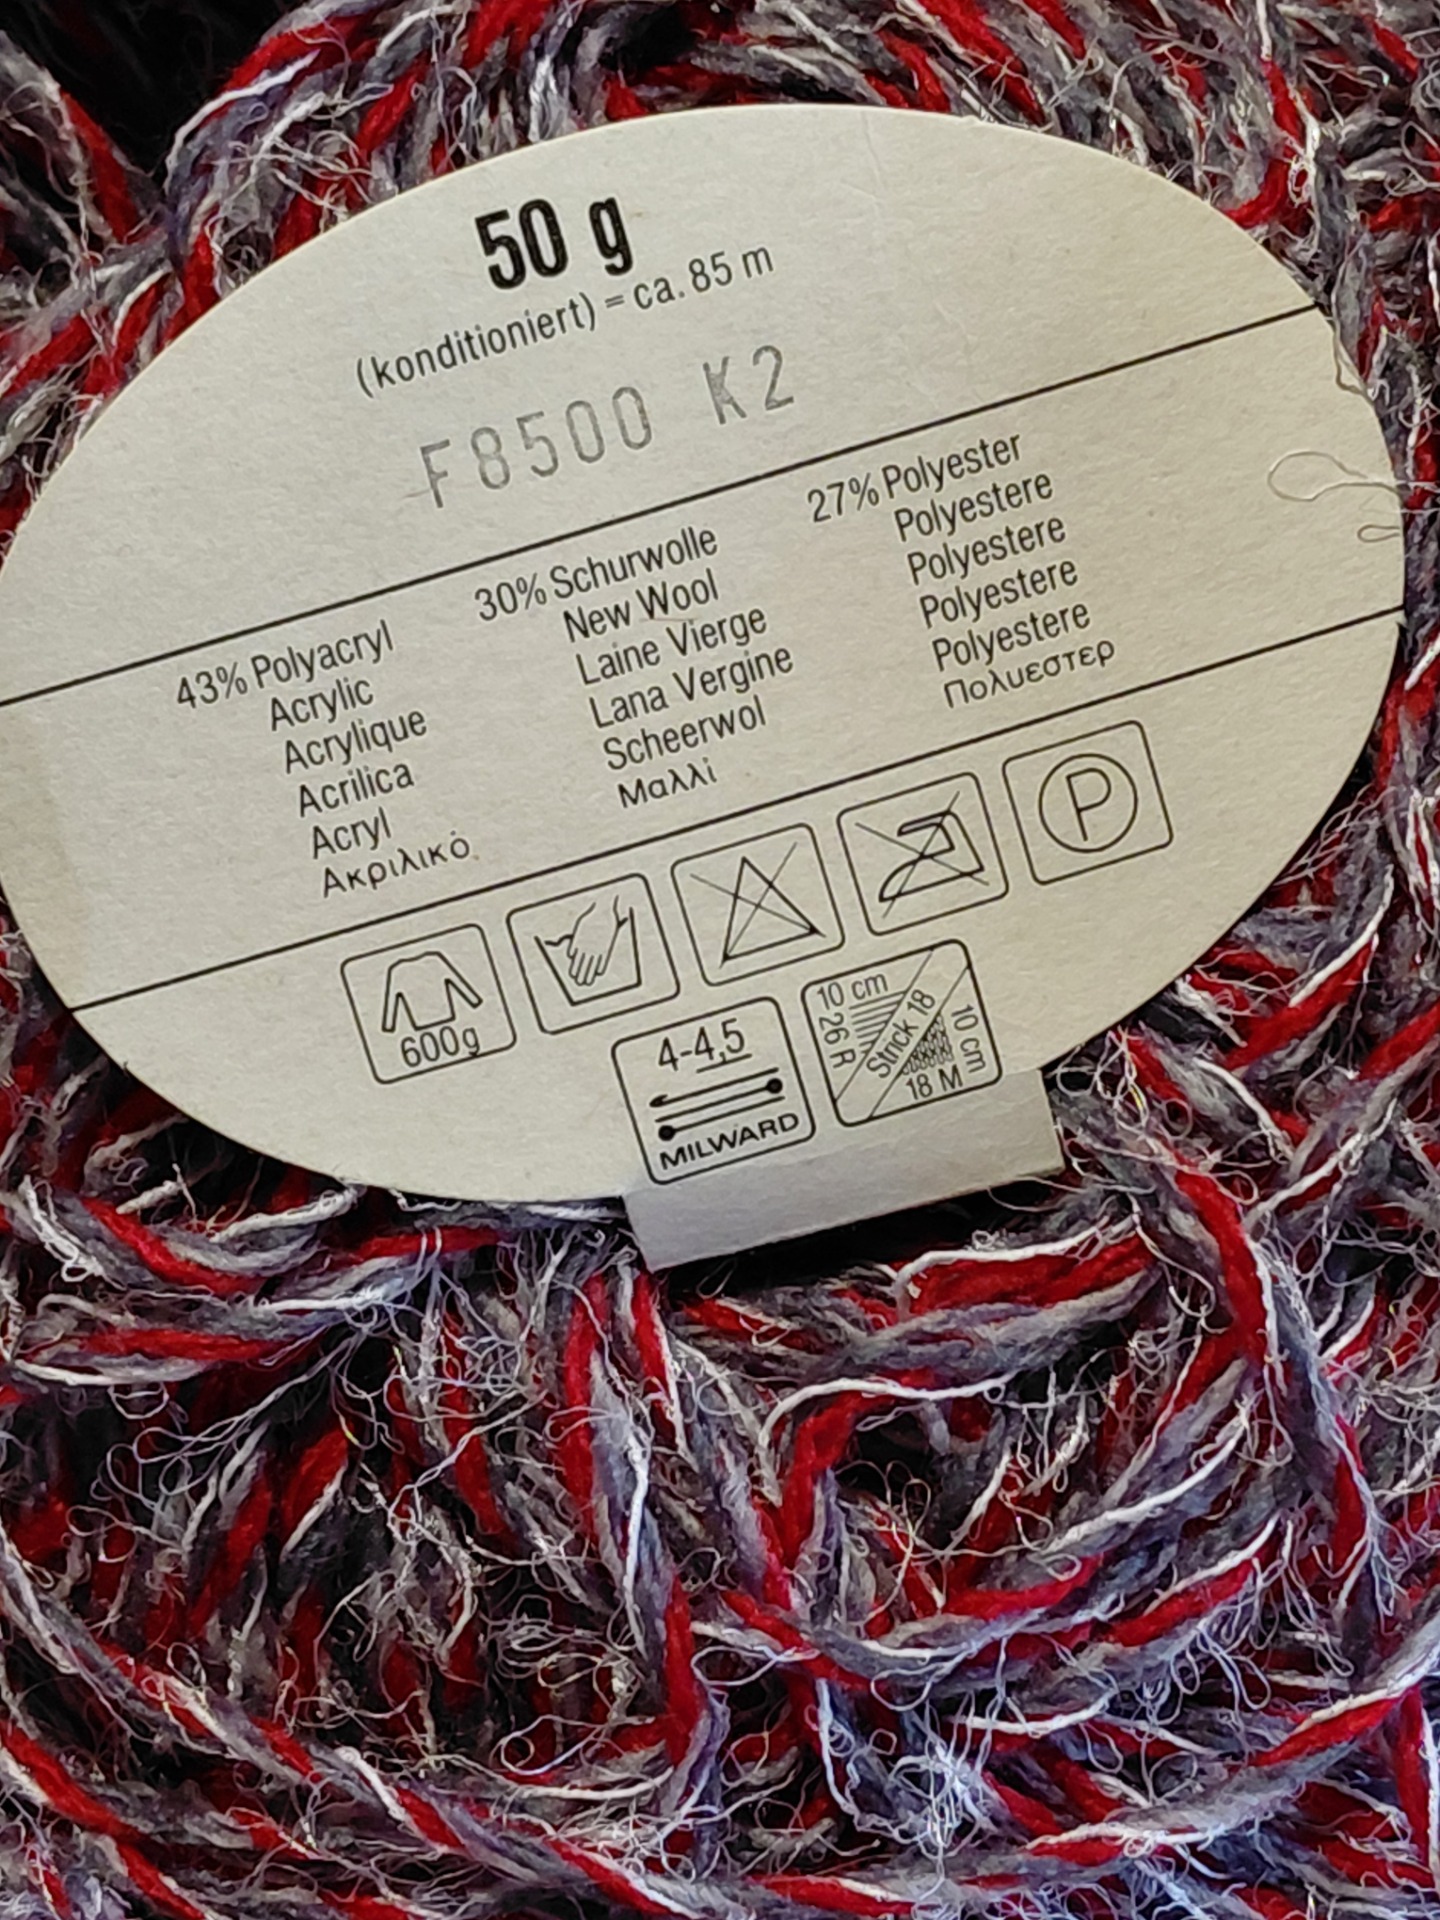 50 g
(konditioniert) = ca. 85 m
F8500 K2
43% Polyacryl
Acrylic
Acrylique
Acrilica
Acryl
Ακριλικό
30% Schurwolle
New Wool
Laine Vierge
Lana Vergine
Scheerwol
Μαλλί
27% Polyester
Polyestere
Polyestere
Polyestere
Polyestere
Πολυεστερ
P
600g
4-4,5
MILWARD
10 cm
26 R
Strick 18
10 cm
18 M